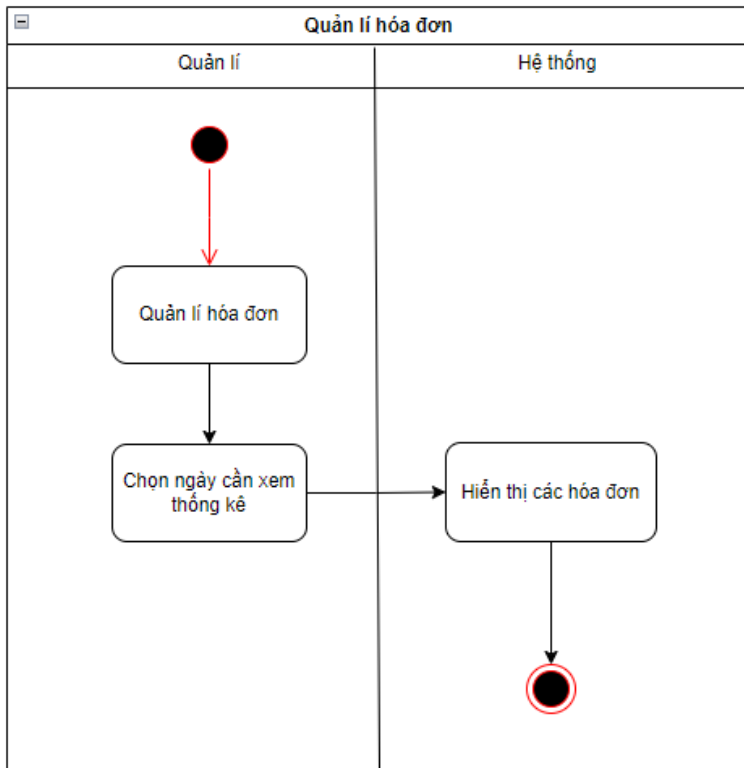 Quản lí hóa đơn
Quản lí
Hệ thống
Quản lí hóa đơn
Chọn ngày cần xem
thống kê
Hiển thị các hóa đơn